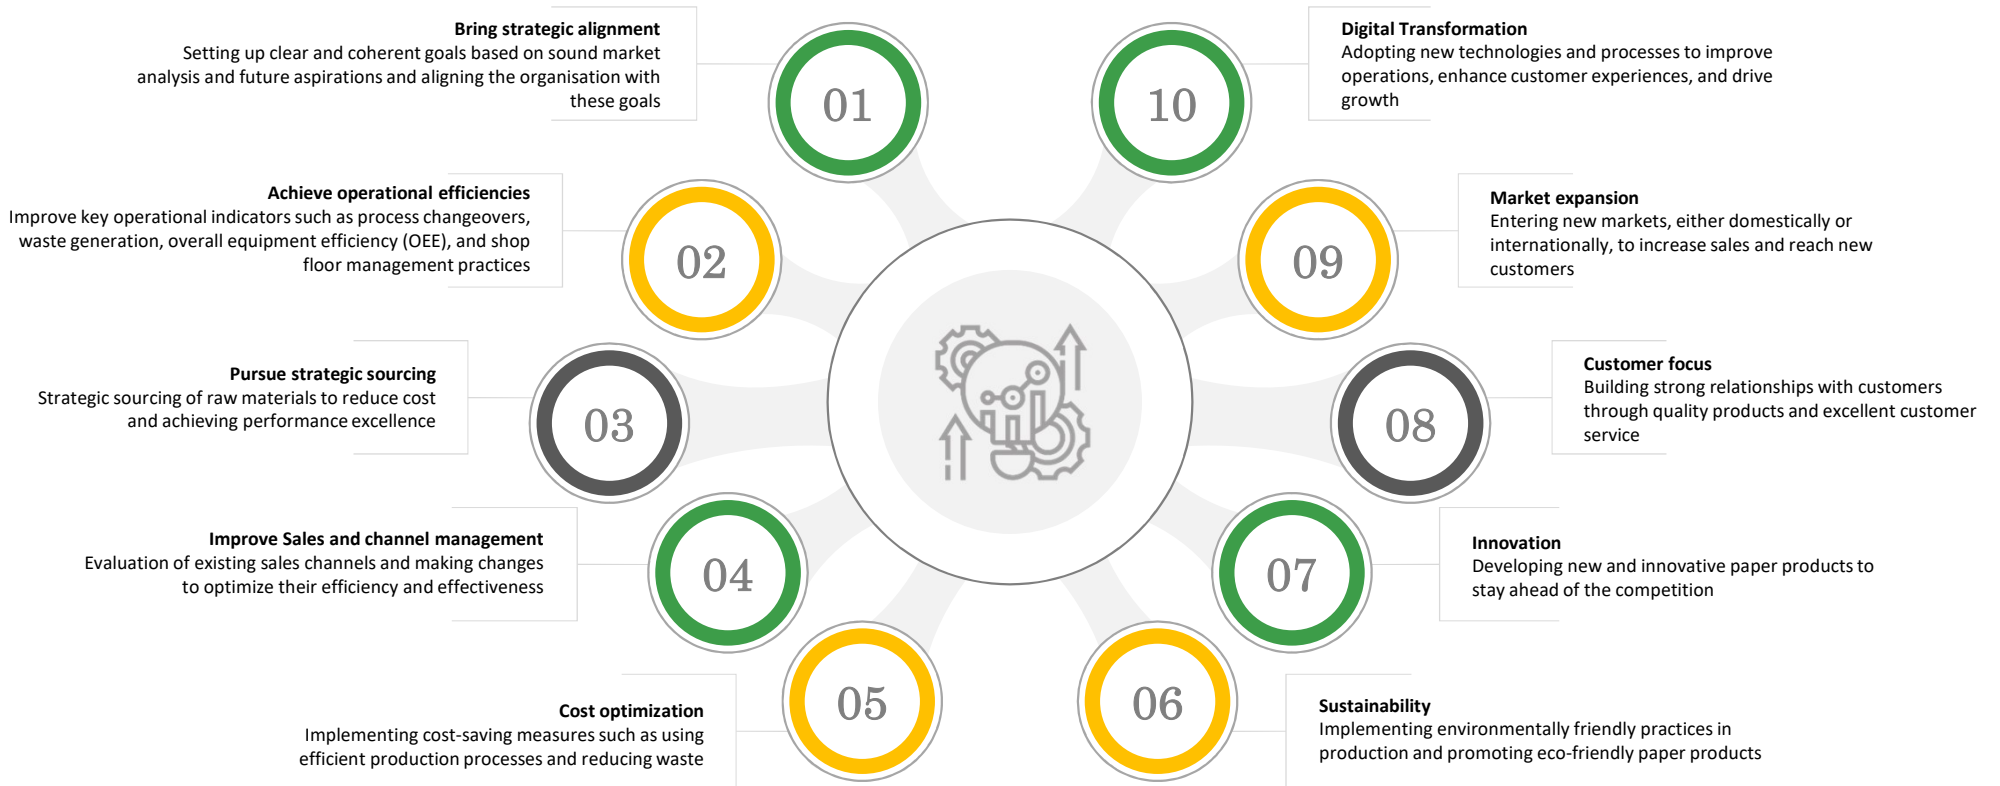 Bring strategic alignment
Setting up clear and coherent goals based on sound market
analysis and future aspirations and aligning the organisation with
these goals
01
Achieve operational efficiencies
Improve key operational indicators such as process changeovers,
waste generation, overall equipment efficiency (OEE), and shop
floor management practices
02
Pursue strategic sourcing
Strategic sourcing of raw materials to reduce cost
and achieving performance excellence
03
Improve Sales and channel management
Evaluation of existing sales channels and making changes
to optimize their efficiency and effectiveness
04
Cost optimization
Implementing cost-saving measures such as using
efficient production processes and reducing waste
05
06
Sustainability
Implementing environmentally friendly practices in
production and promoting eco-friendly paper products
07
Innovation
Developing new and innovative paper products to
stay ahead of the competition
08
Customer focus
Building strong relationships with customers
through quality products and excellent customer
service
09
Market expansion
Entering new markets, either domestically or
internationally, to increase sales and reach new
customers
10
Digital Transformation
Adopting new technologies and processes to improve
operations, enhance customer experiences, and drive
growth